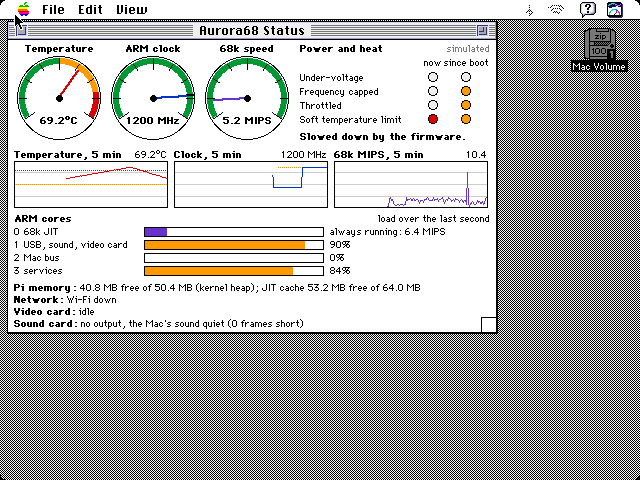 File Edit View
Aurora68 Status
Temperature
ARM clock
68k speed
Power and heat
simulated
now since boot
Under-voltage
Frequency capped
Throttled
Soft temperature limit
69.2°C
1200 MHz
5.2 MIPS
Slowed down by the firmware.
Temperature, 5 min 69.2°C
Clock, 5 min 1200 MHz
68k MIPS, 5 min 10.4
ARM cores
load over the last second
0 68k JIT
always running: 6.4 MIPS
1 USB, sound, video card
90%
2 Mac bus
0%
3 services
84%
Pi memory: 40.8 MB free of 50.4 MB (kernel heap); JIT cache 53.2 MB free of 64.0 MB
Network: Wi-Fi down
Video card: idle
Sound card: no output, the Mac's sound quiet (0 frames short)
zip
100
Mac Volume